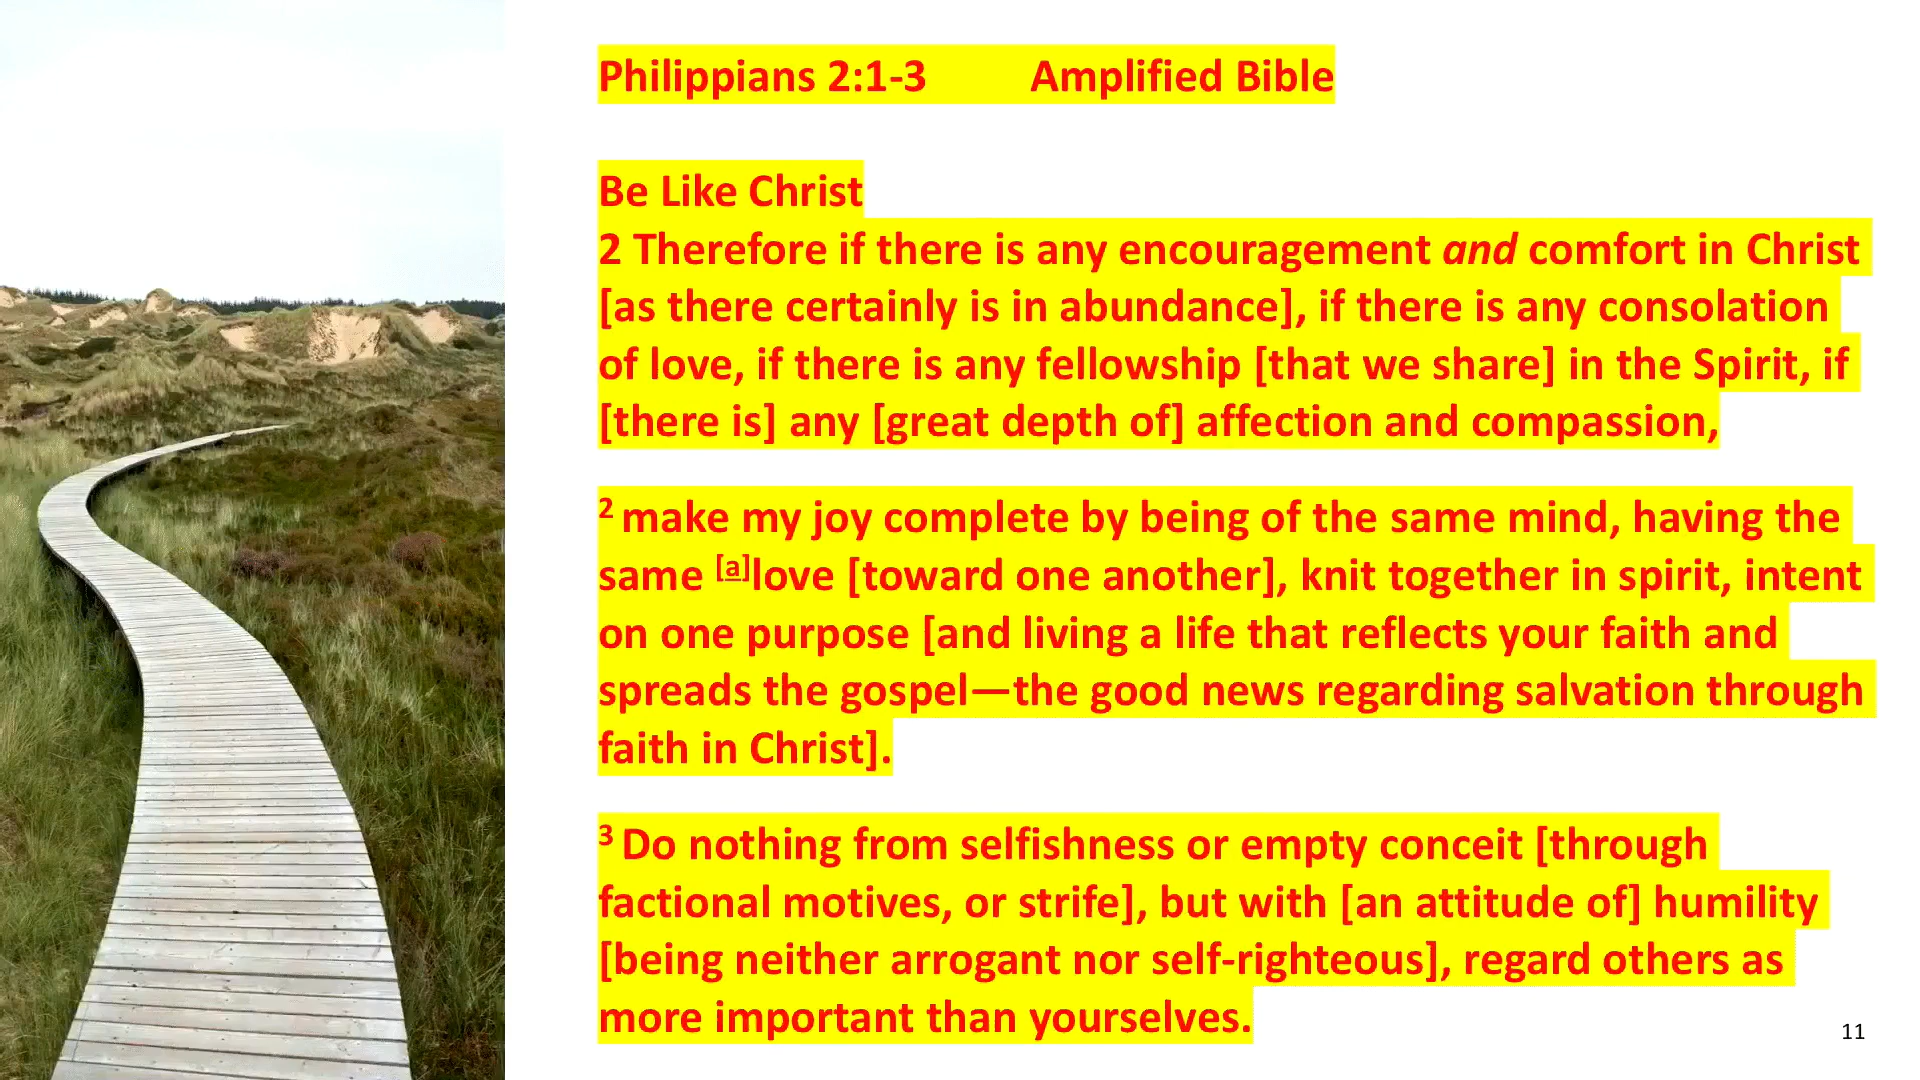 Philippians 2:1-3 Amplified Bible
Be Like Christ
2 Therefore if there is any encouragement and comfort in Christ
[as there certainly is in abundance], if there is any consolation
of love, if there is any fellowship [that we share] in the Spirit, if
[there is] any [great depth of] affection and compassion,
2 make my joy complete by being of the same mind, having the
same [a]love [toward one another], knit together in spirit, intent
on one purpose [and living a life that reflects your faith and
spreads the gospel—the good news regarding salvation through
faith in Christ].
3 Do nothing from selfishness or empty conceit [through
factional motives, or strife], but with [an attitude of] humility
[being neither arrogant nor self-righteous], regard others as
more important than yourselves.
11